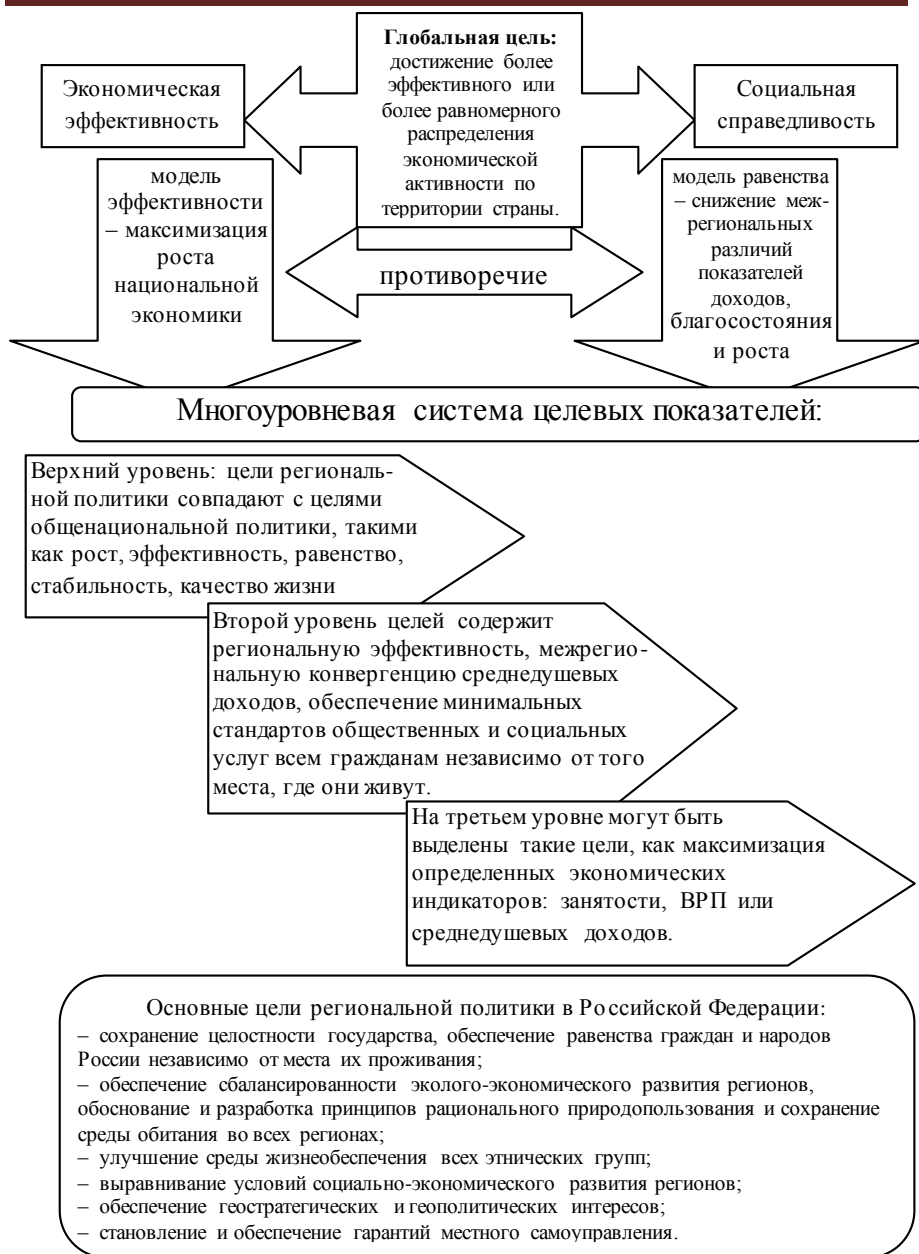 Глобальная цель:
достижение более
эффективного или
более равномерного
распределения
экономической
активности по
территории страны.
Экономическая
эффективность
Социальная
справедливость
модель
эффективности
– максимизация
роста
национальной
экономики
противоречие
модель равенства
– снижение меж-
региональных
различий
показателей
доходов,
благосостояния
и роста
Многоуровневая система целевых показателей:
Верхний уровень: цели региональ-
ной политики совпадают с целями
общенациональной политики, такими
как рост, эффективность, равенство,
стабильность, качество жизни
Второй уровень целей содержит
региональную эффективность, межрегио-
нальную конвергенцию среднедушевых
доходов, обеспечение минимальных
стандартов общественных и социальных
услуг всем гражданам независимо от того
места, где они живут.
На третьем уровне могут быть
выделены такие цели, как максимизация
определенных экономических
индикаторов: занятости, ВРП или
среднедушевых доходов.
Основные цели региональной политики в Российской Федерации:
– сохранение целостности государства, обеспечение равенства граждан и народов
России независимо от места их проживания;
– обеспечение сбалансированности эколого-экономического развития регионов,
обоснование и разработка принципов рационального природопользования и сохранение
среды обитания во всех регионах;
– улучшение среды жизнеобеспечения всех этнических групп;
– выравнивание условий социально-экономического развития регионов;
– обеспечение геостратегических и геополитических интересов;
– становление и обеспечение гарантий местного самоуправления.